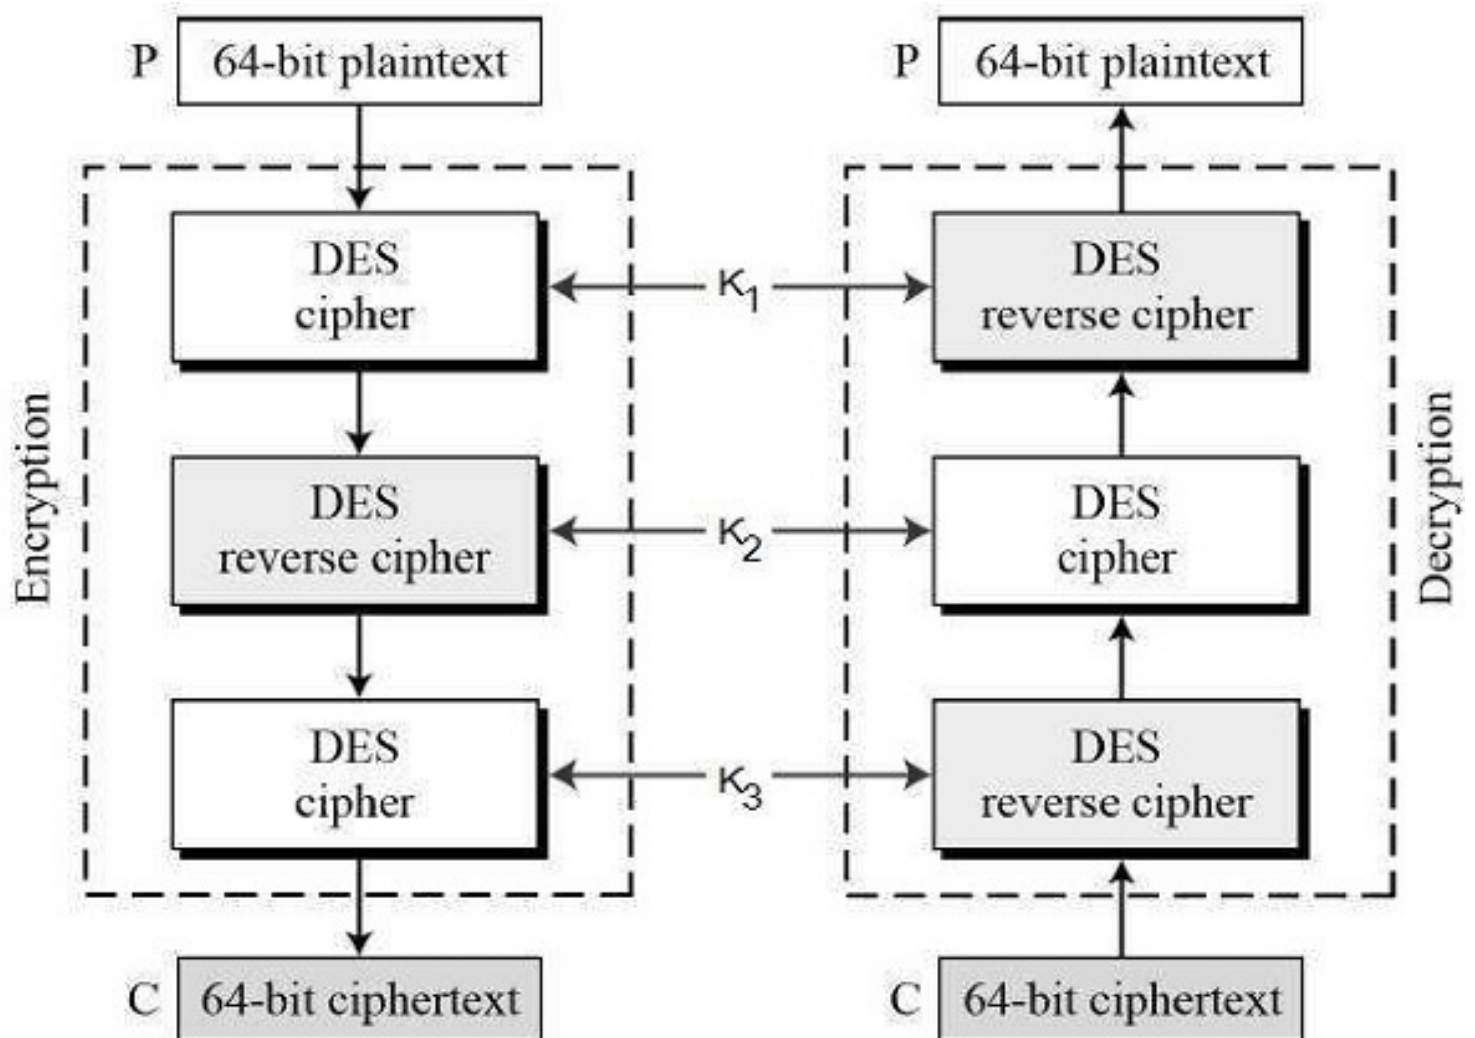 P 64-bit plaintext
P 64-bit plaintext
DES
cipher
K1
DES
reverse cipher
Encryption
DES
reverse cipher
K2
DES
cipher
Decryption
DES
cipher
K3
DES
reverse cipher
C 64-bit ciphertext
C 64-bit ciphertext